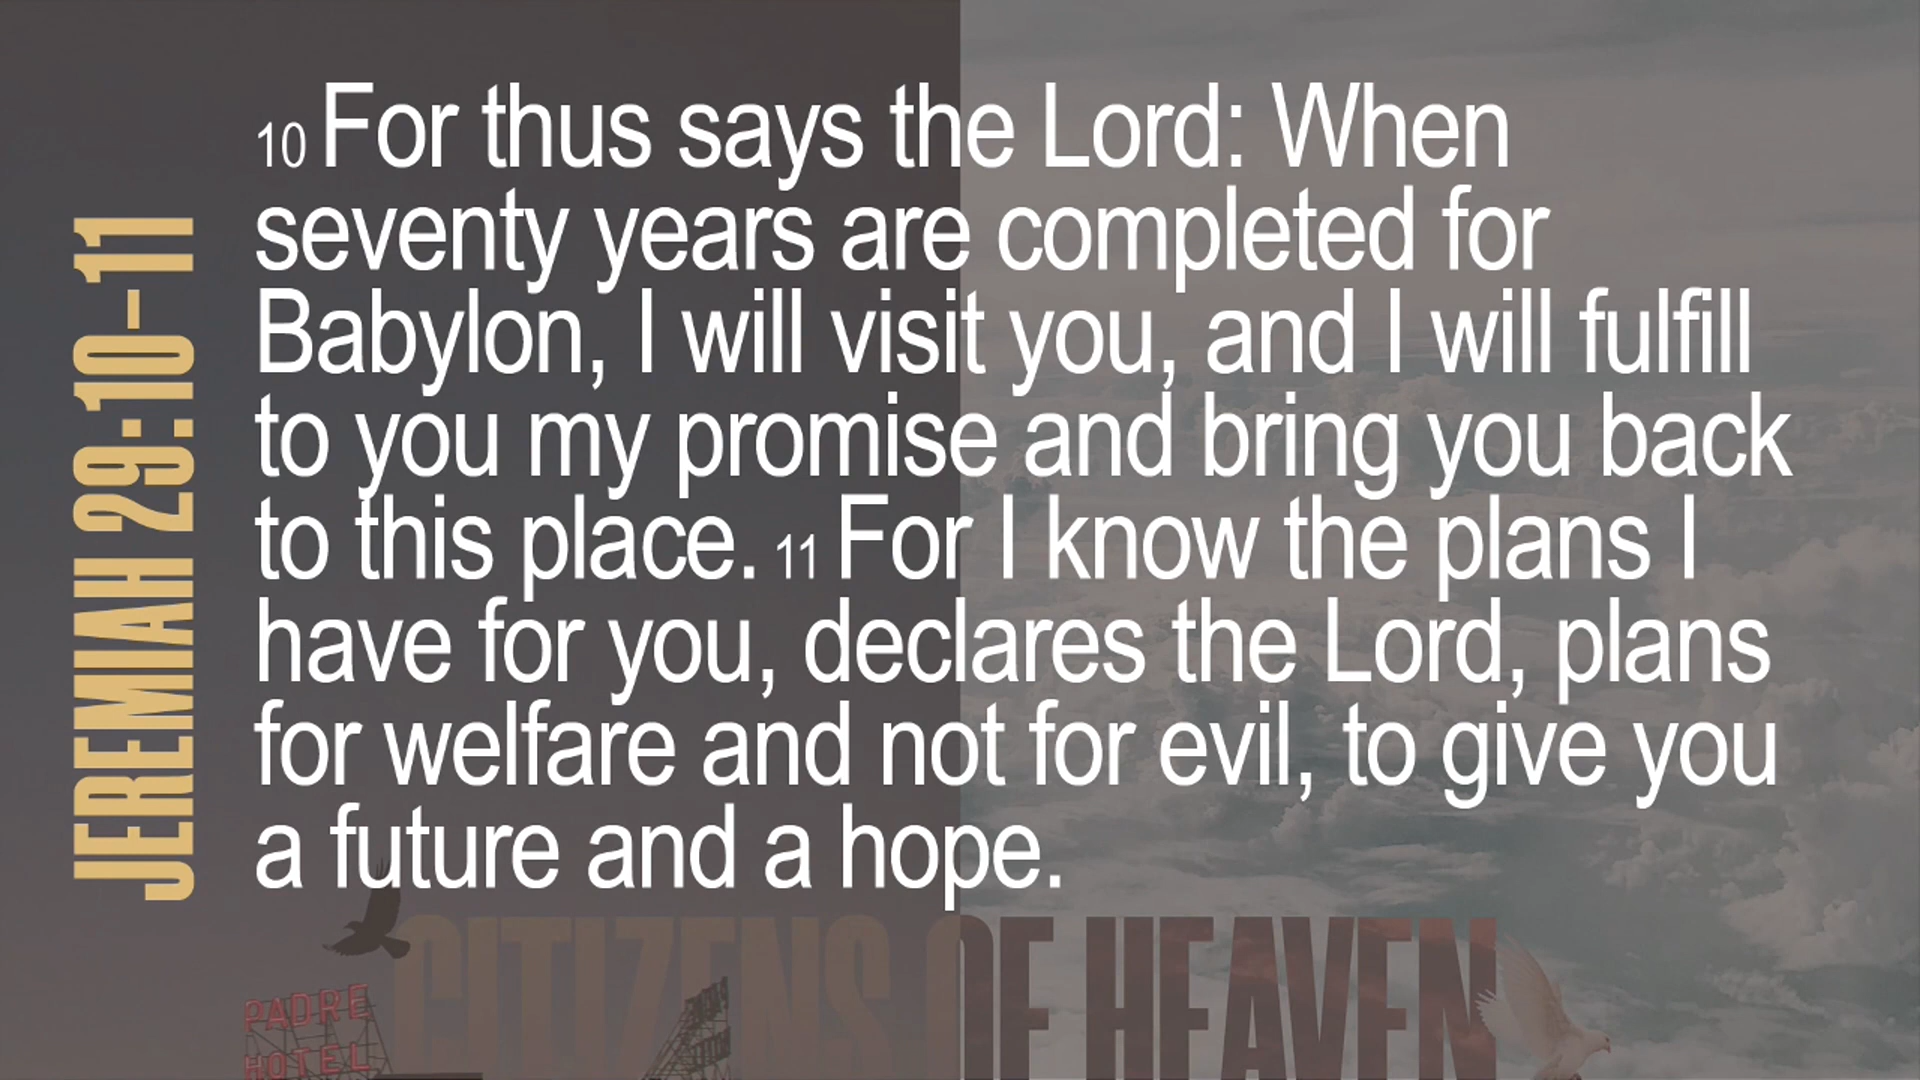 JEREMIAH 29:10–11
10 For thus says the Lord: When
seventy years are completed for
Babylon, I will visit you, and I will fulfill
to you my promise and bring you back
to this place. 11 For I know the plans I
have for you, declares the Lord, plans
for welfare and not for evil, to give you
a future and a hope.
CITIZENS OF HEAVEN
PADRE
HOTEL